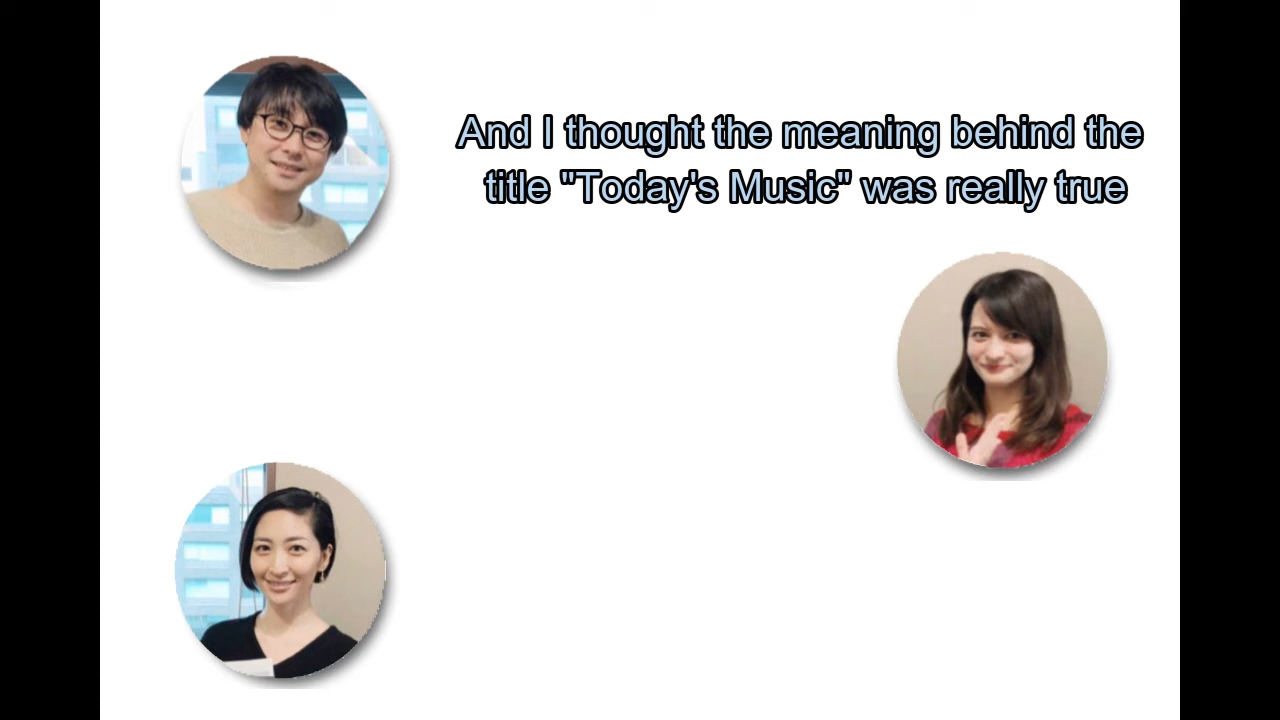 And I thought the meaning behind the
title "Today's Music" was really true